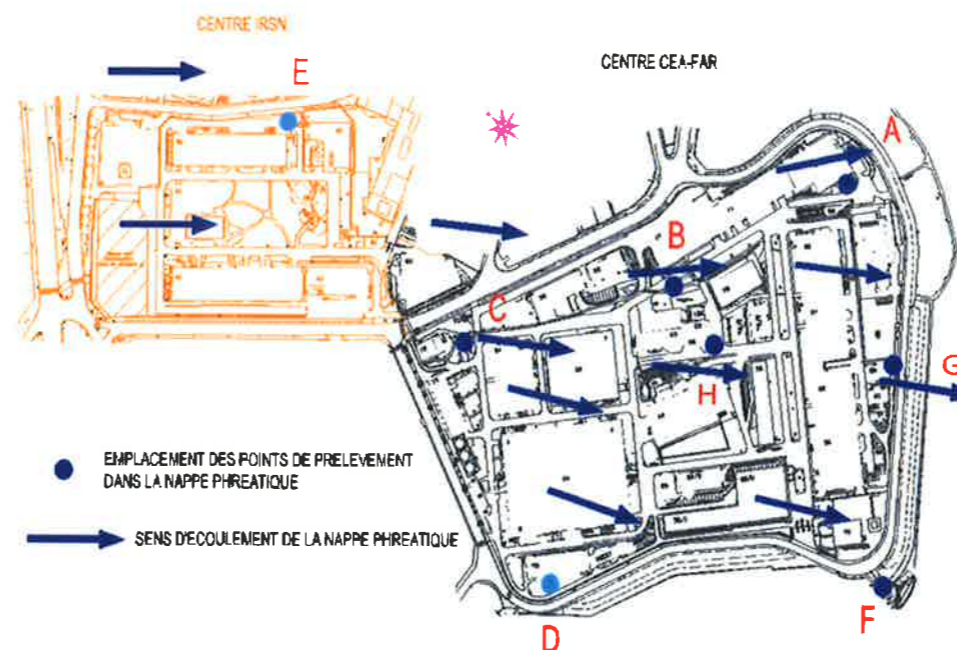 CENTRE IRSN
E
CENTRE CEA-FAR
A
B
C
G
H
EMPLACEMENT DES POINTS DE PRELEVEMENT
DANS LA NAPPE PHREATIQUE
SENS D'ECOULEMENT DE LA NAPPE PHREATIQUE
D
F